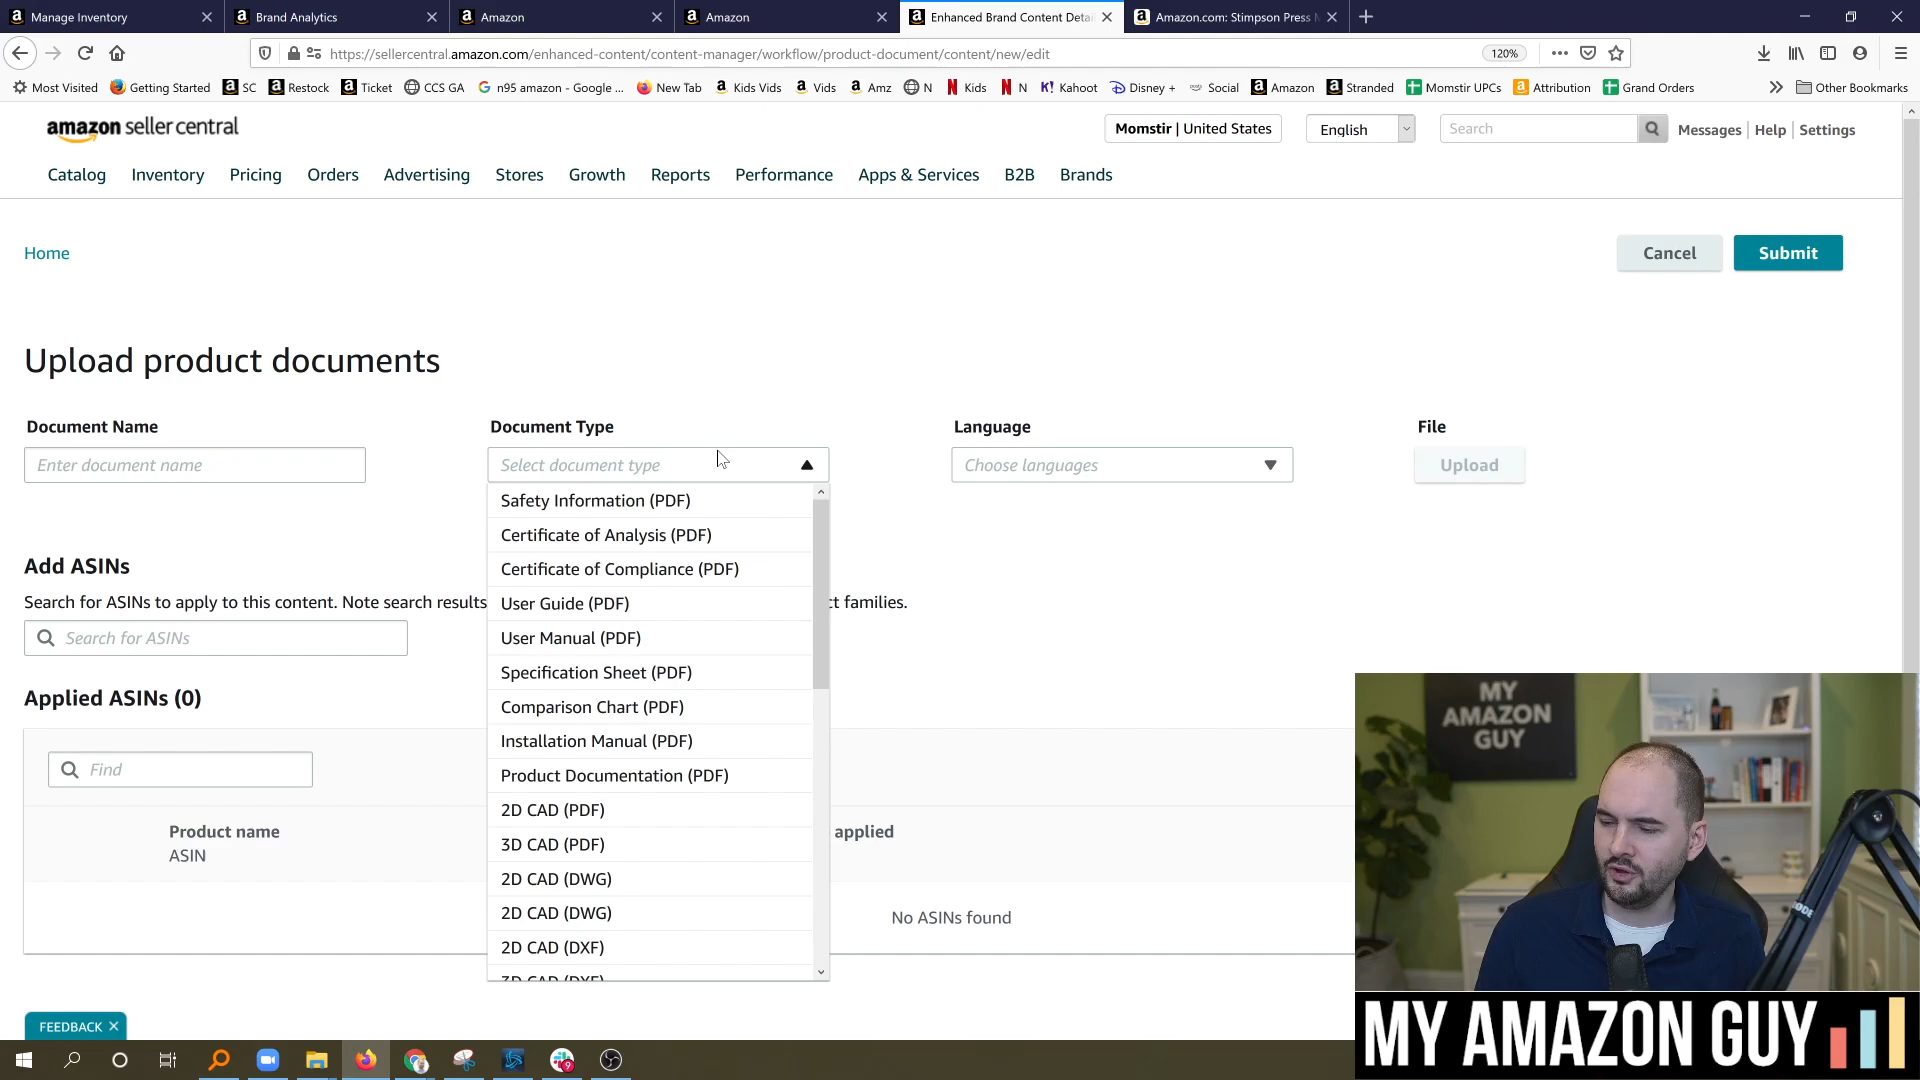 Manage Inventory
Brand Analytics
Amazon
Amazon
Enhanced Brand Content Deta
Amazon.com: Stimpson Press
https://sellercentral.amazon.com/enhanced-content/content-manager/workflow/product-document/content/new/edit
120%
Most Visited
Getting Started
SC
Restock
Ticket
CCS GA
n95 amazon - Google ...
New Tab
Kids Vids
Vids
Amz
N
Kids
N
Kahoot
Disney +
Social
Amazon
Stranded
Momstir UPCs
Attribution
Grand Orders
Other Bookmarks
amazon seller central
Momstir | United States
English
Search
Messages | Help | Settings
Catalog
Inventory
Pricing
Orders
Advertising
Stores
Growth
Reports
Performance
Apps & Services
B2B
Brands
Home
Cancel
Submit
Upload product documents
Document Name
Document Type
Language
File
Enter document name
Select document type
Choose languages
Upload
Safety Information (PDF)
Certificate of Analysis (PDF)
Certificate of Compliance (PDF)
User Guide (PDF)
User Manual (PDF)
Specification Sheet (PDF)
Comparison Chart (PDF)
Installation Manual (PDF)
Product Documentation (PDF)
2D CAD (PDF)
3D CAD (PDF)
2D CAD (DWG)
2D CAD (DWG)
2D CAD (DXF)
3D CAD (DXF)
Add ASINs
Search for ASINs to apply to this content. Note search results
ct families.
Search for ASINs
Applied ASINs (0)
Find
Product name
ASIN
applied
No ASINs found
FEEDBACK
MY
AMAZON
GUY
RODE
MY AMAZON GUY
9